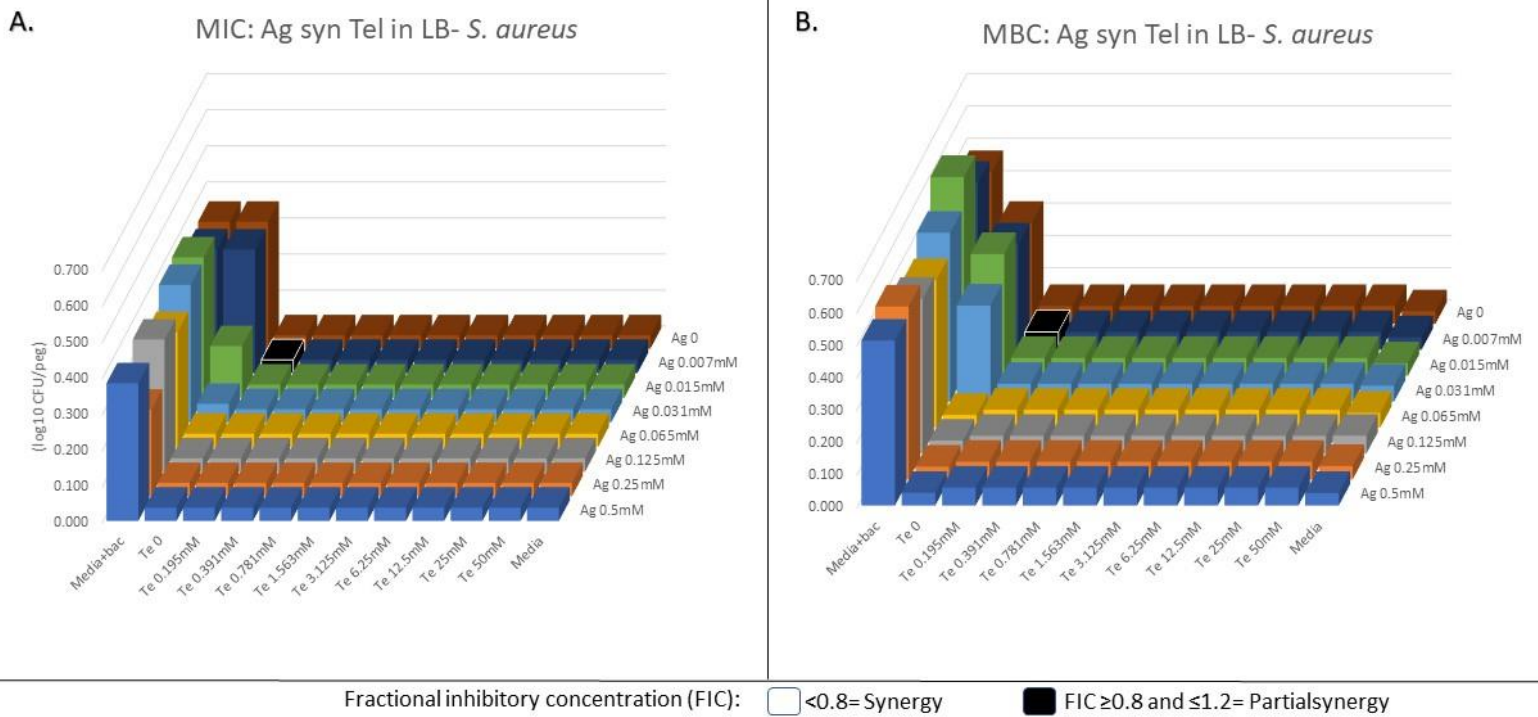 A.
MIC: Ag syn Tel in LB- S. aureus
0.700
0.600
0.500
0.400
0.300
0.200
0.100
0.000
(log10 CFU/peg)
Media+bac
Te 0
Te 0.195mM
Te 0.391mM
Te 0.781mM
Te 1.563mM
Te 3.125mM
Te 6.25mM
Te 12.5mM
Te 25mM
Te 50mM
Media
Ag 0
Ag 0.007mM
Ag 0.015mM
Ag 0.031mM
Ag 0.065mM
Ag 0.125mM
Ag 0.25mM
Ag 0.5mM
B.
MBC: Ag syn Tel in LB- S. aureus
0.700
0.600
0.500
0.400
0.300
0.200
0.100
0.000
Media+bac
Te 0
Te 0.195mM
Te 0.391mM
Te 0.781mM
Te 1.563mM
Te 3.125mM
Te 6.25mM
Te 12.5mM
Te 25mM
Te 50mM
Media
Ag 0
Ag 0.007mM
Ag 0.015mM
Ag 0.031mM
Ag 0.065mM
Ag 0.125mM
Ag 0.25mM
Ag 0.5mM
Fractional inhibitory concentration (FIC): <0.8= Synergy FIC ≥0.8 and ≤1.2= Partialsynergy